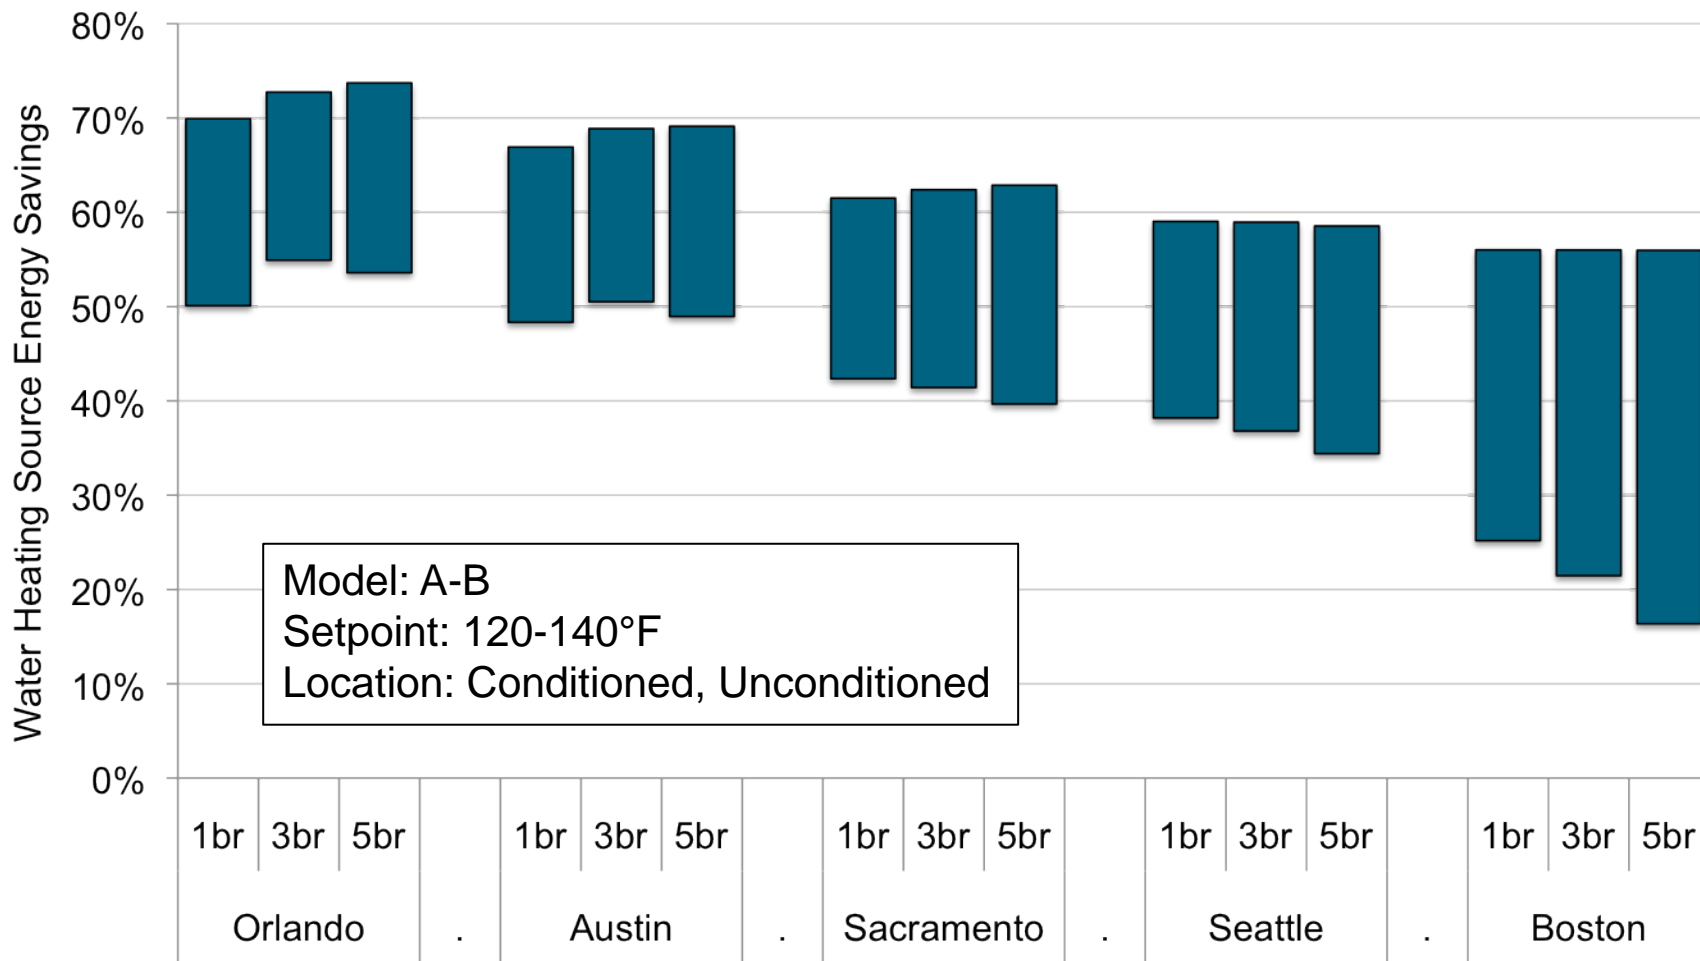 80%
70%
60%
50%
40%
30%
20%
10%
0%
Water Heating Source Energy Savings
Model: A-B
Setpoint: 120-140°F
Location: Conditioned, Unconditioned
1br 3br 5br 1br 3br 5br 1br 3br 5br 1br 3br 5br 1br 3br 5br
Orlando . Austin . Sacramento . Seattle . Boston